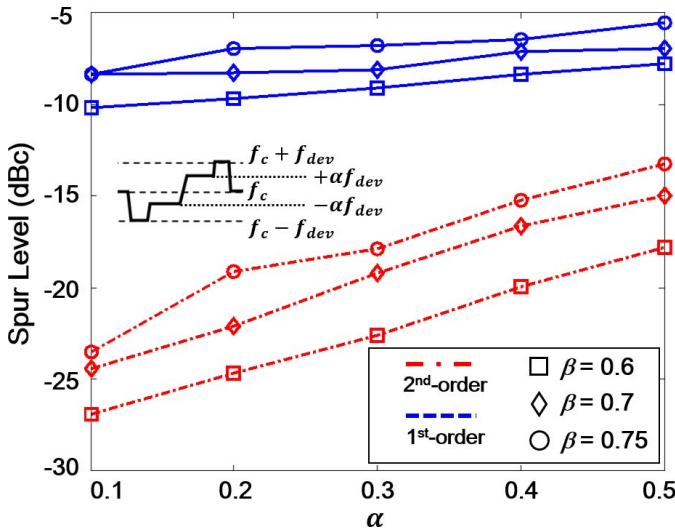 -5
-10
-15
-20
-25
-30
Spur Level (dBc)
f_c + f_dev
+αf_dev
f_c
−αf_dev
f_c − f_dev
2nd-order
1st-order
β = 0.6
β = 0.7
β = 0.75
0.1 0.2 0.3 0.4 0.5
α